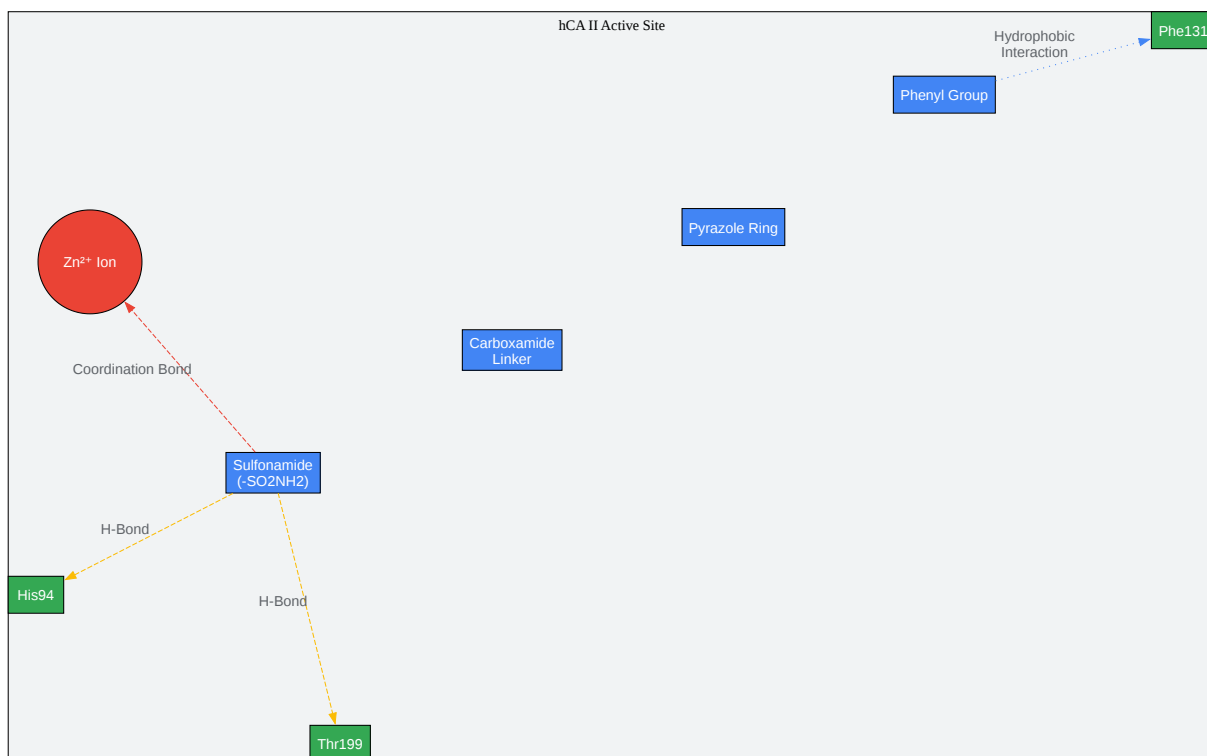 hCA II Active Site
Phe131
Hydrophobic
Interaction
Phenyl Group
Pyrazole Ring
Zn²⁺ Ion
Carboxamide
Linker
Coordination Bond
Sulfonamide
(-SO2NH2)
H-Bond
His94
H-Bond
Thr199